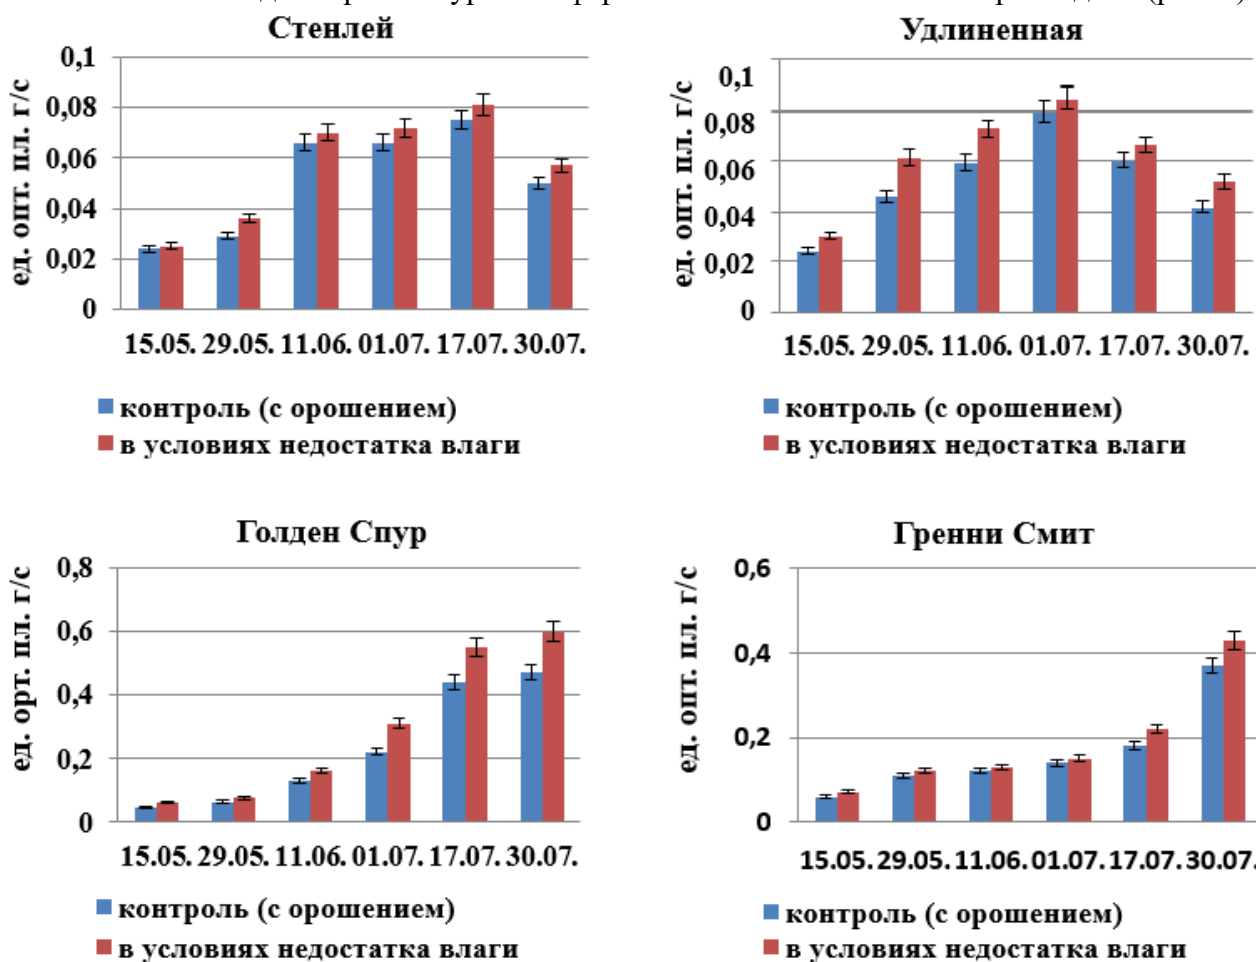 Стенлей
ед. опт. пл. г/с
0,1
0,08
0,06
0,04
0,02
0
15.05. 29.05. 11.06. 01.07. 17.07. 30.07.
контроль (с орошением)
в условиях недостатка влаги
Удлиненная
ед. опт. пл. г/с
0,1
0,08
0,06
0,04
0,02
0
15.05. 29.05. 11.06. 01.07. 17.07. 30.07.
контроль (с орошением)
в условиях недостатка влаги
Голден Спур
ед. орт. пл. г/с
0,8
0,6
0,4
0,2
0
15.05. 29.05. 11.06. 01.07. 17.07. 30.07.
контроль (с орошением)
в условиях недостатка влаги
Гренни Смит
ед. опт. пл. г/с
0,6
0,4
0,2
0
15.05. 29.05. 11.06. 01.07. 17.07. 30.07.
контроль (с орошением)
в условиях недостатка влаги